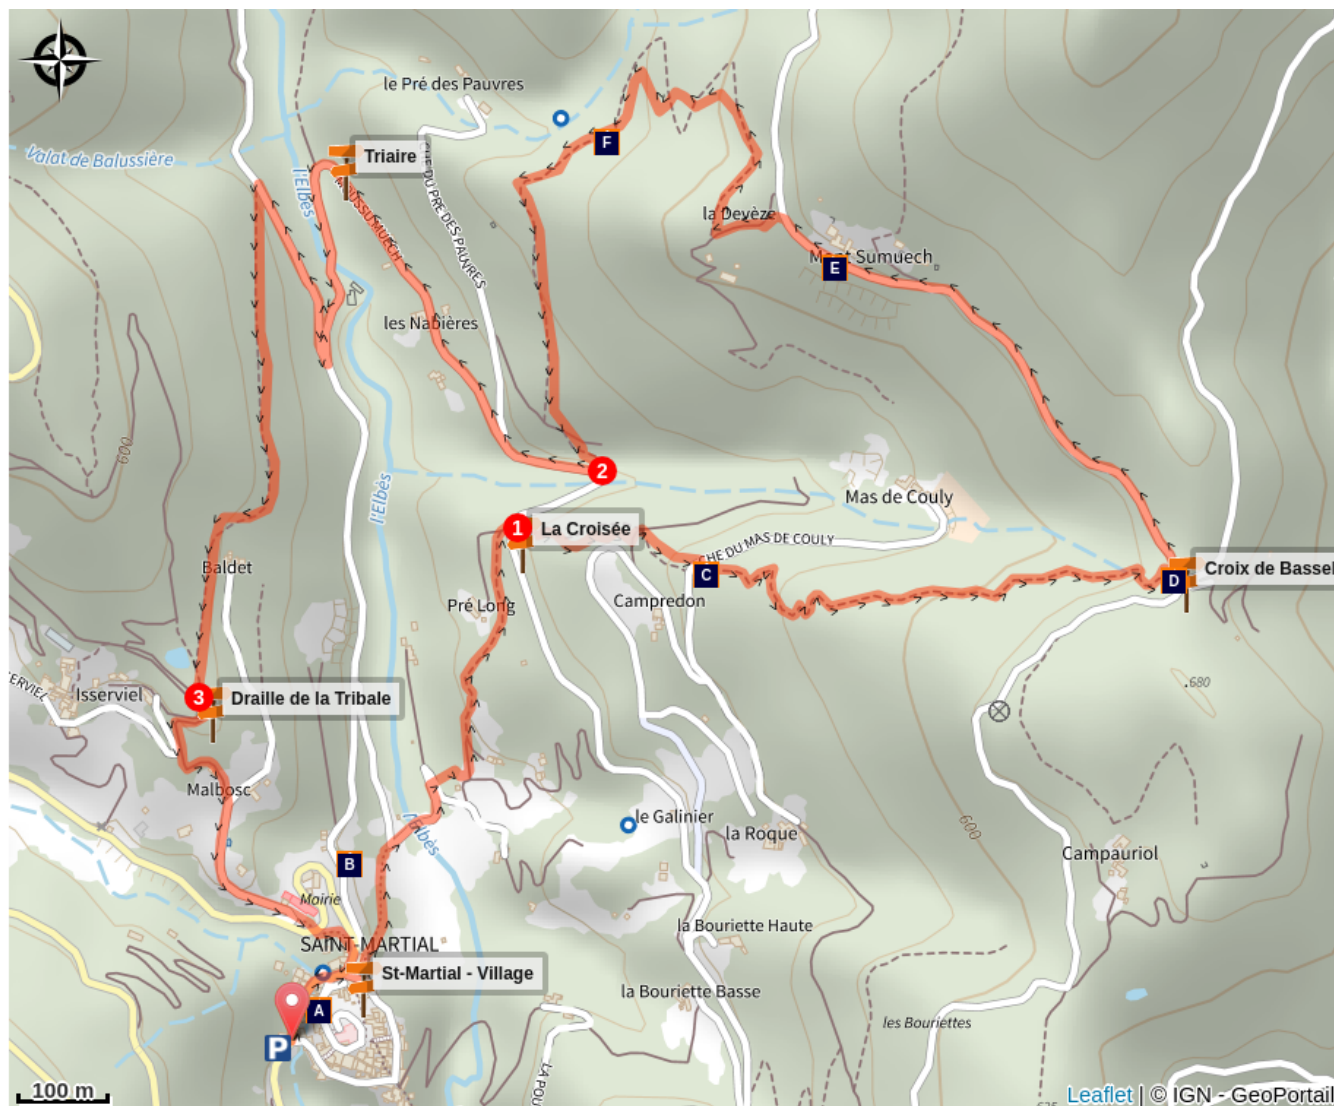 le Pré des Pauvres
F
Triaire
Valat de Balussière
l'Elbès
MOUSSUMUECH
CHE DU PRE DES PAUVRES
la Devèze
Mont Sumuech
E
les Nabières
600
2
l'Elbès
Mas de Couly
1
La Croisée
CHE DU MAS DE COULY
C
D
Croix de Bassel
Baldet
Pré Long
Campredon
680
Isserviel
3
Draille de la Tribale
Malbosc
le Galinier
l'Elbès
la Roque
600
Campauriol
B
Mairie
la Bouriette Haute
SAINT-MARTIAL
St-Martial - Village
la Bouriette Basse
A
les Bouriettes
P
100 m
Leaflet | © IGN - GeoPortail